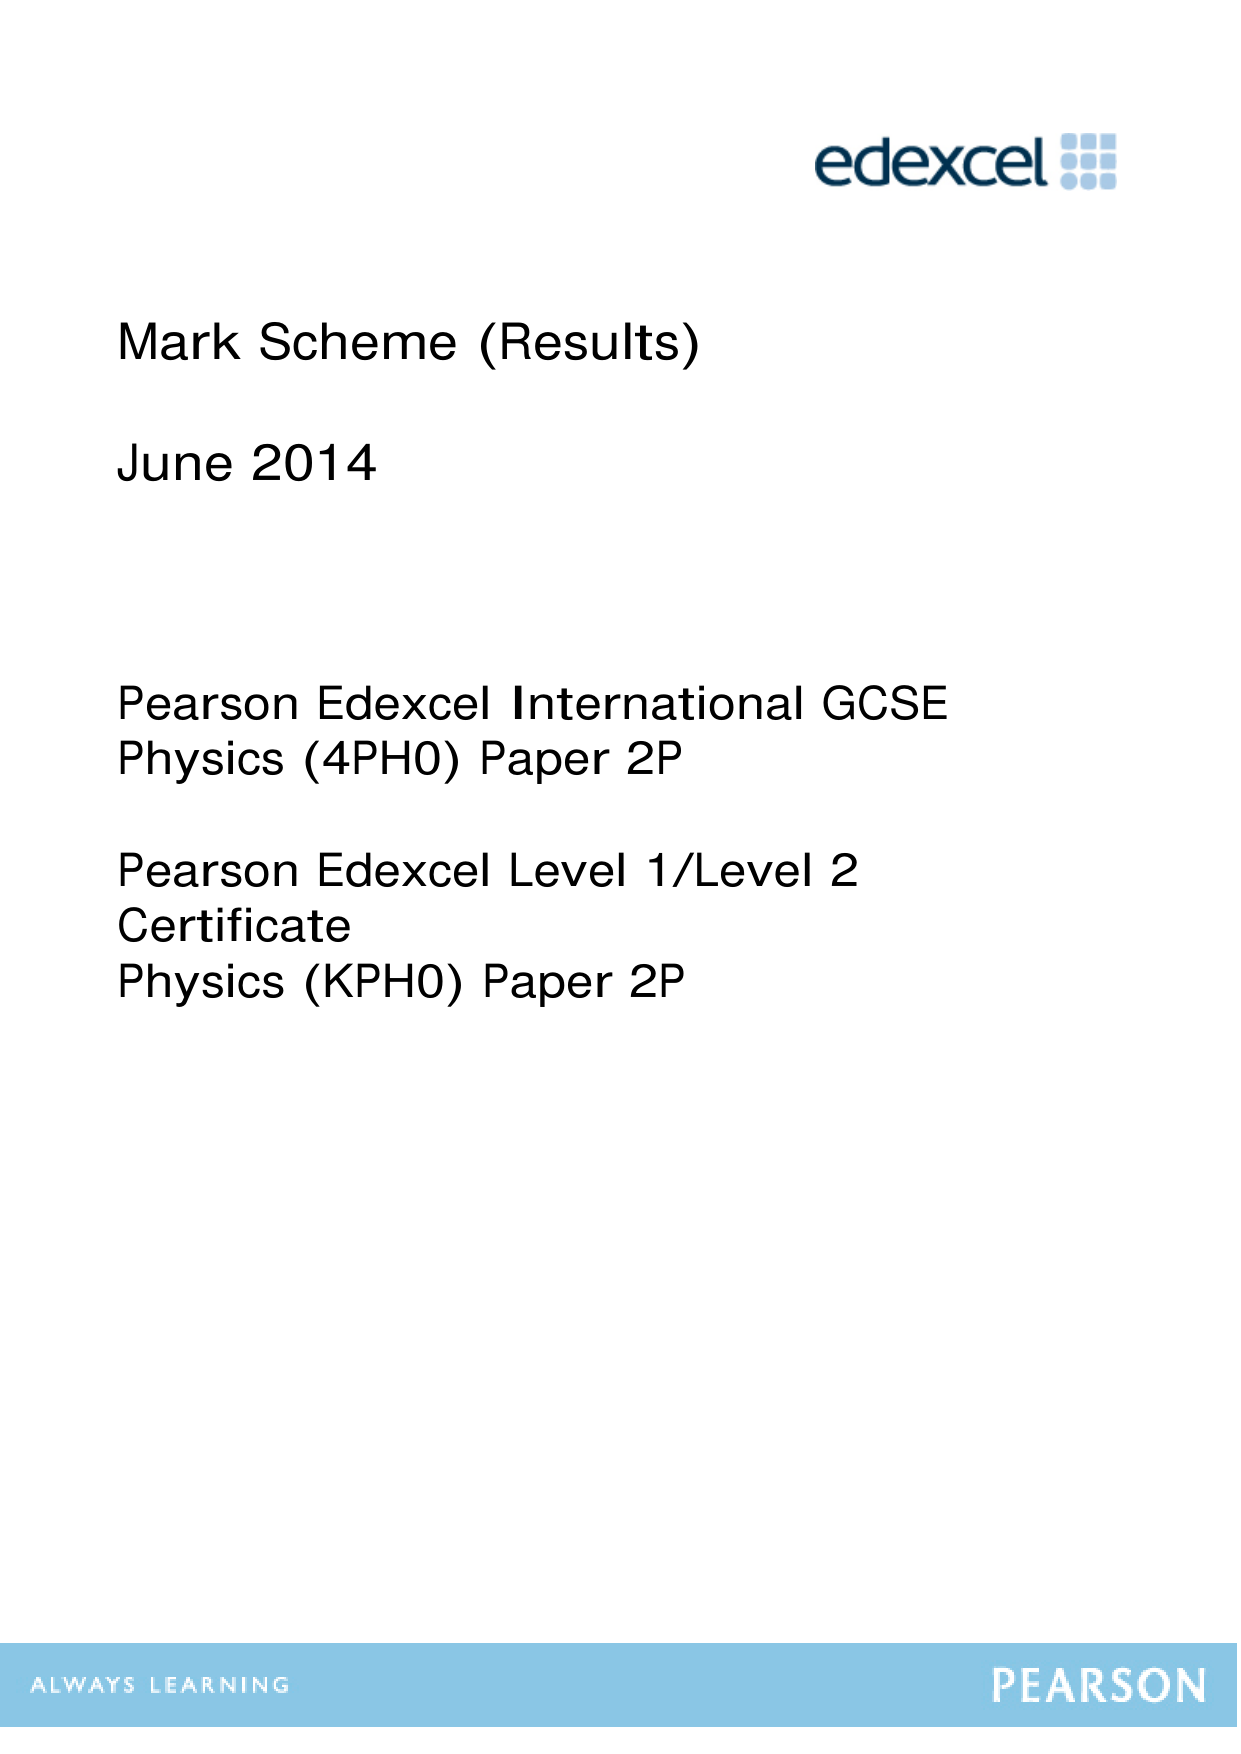 edexcel
Mark Scheme (Results)
June 2014
Pearson Edexcel International GCSE
Physics (4PH0) Paper 2P
Pearson Edexcel Level 1/Level 2
Certificate
Physics (KPH0) Paper 2P
ALWAYS LEARNING
PEARSON